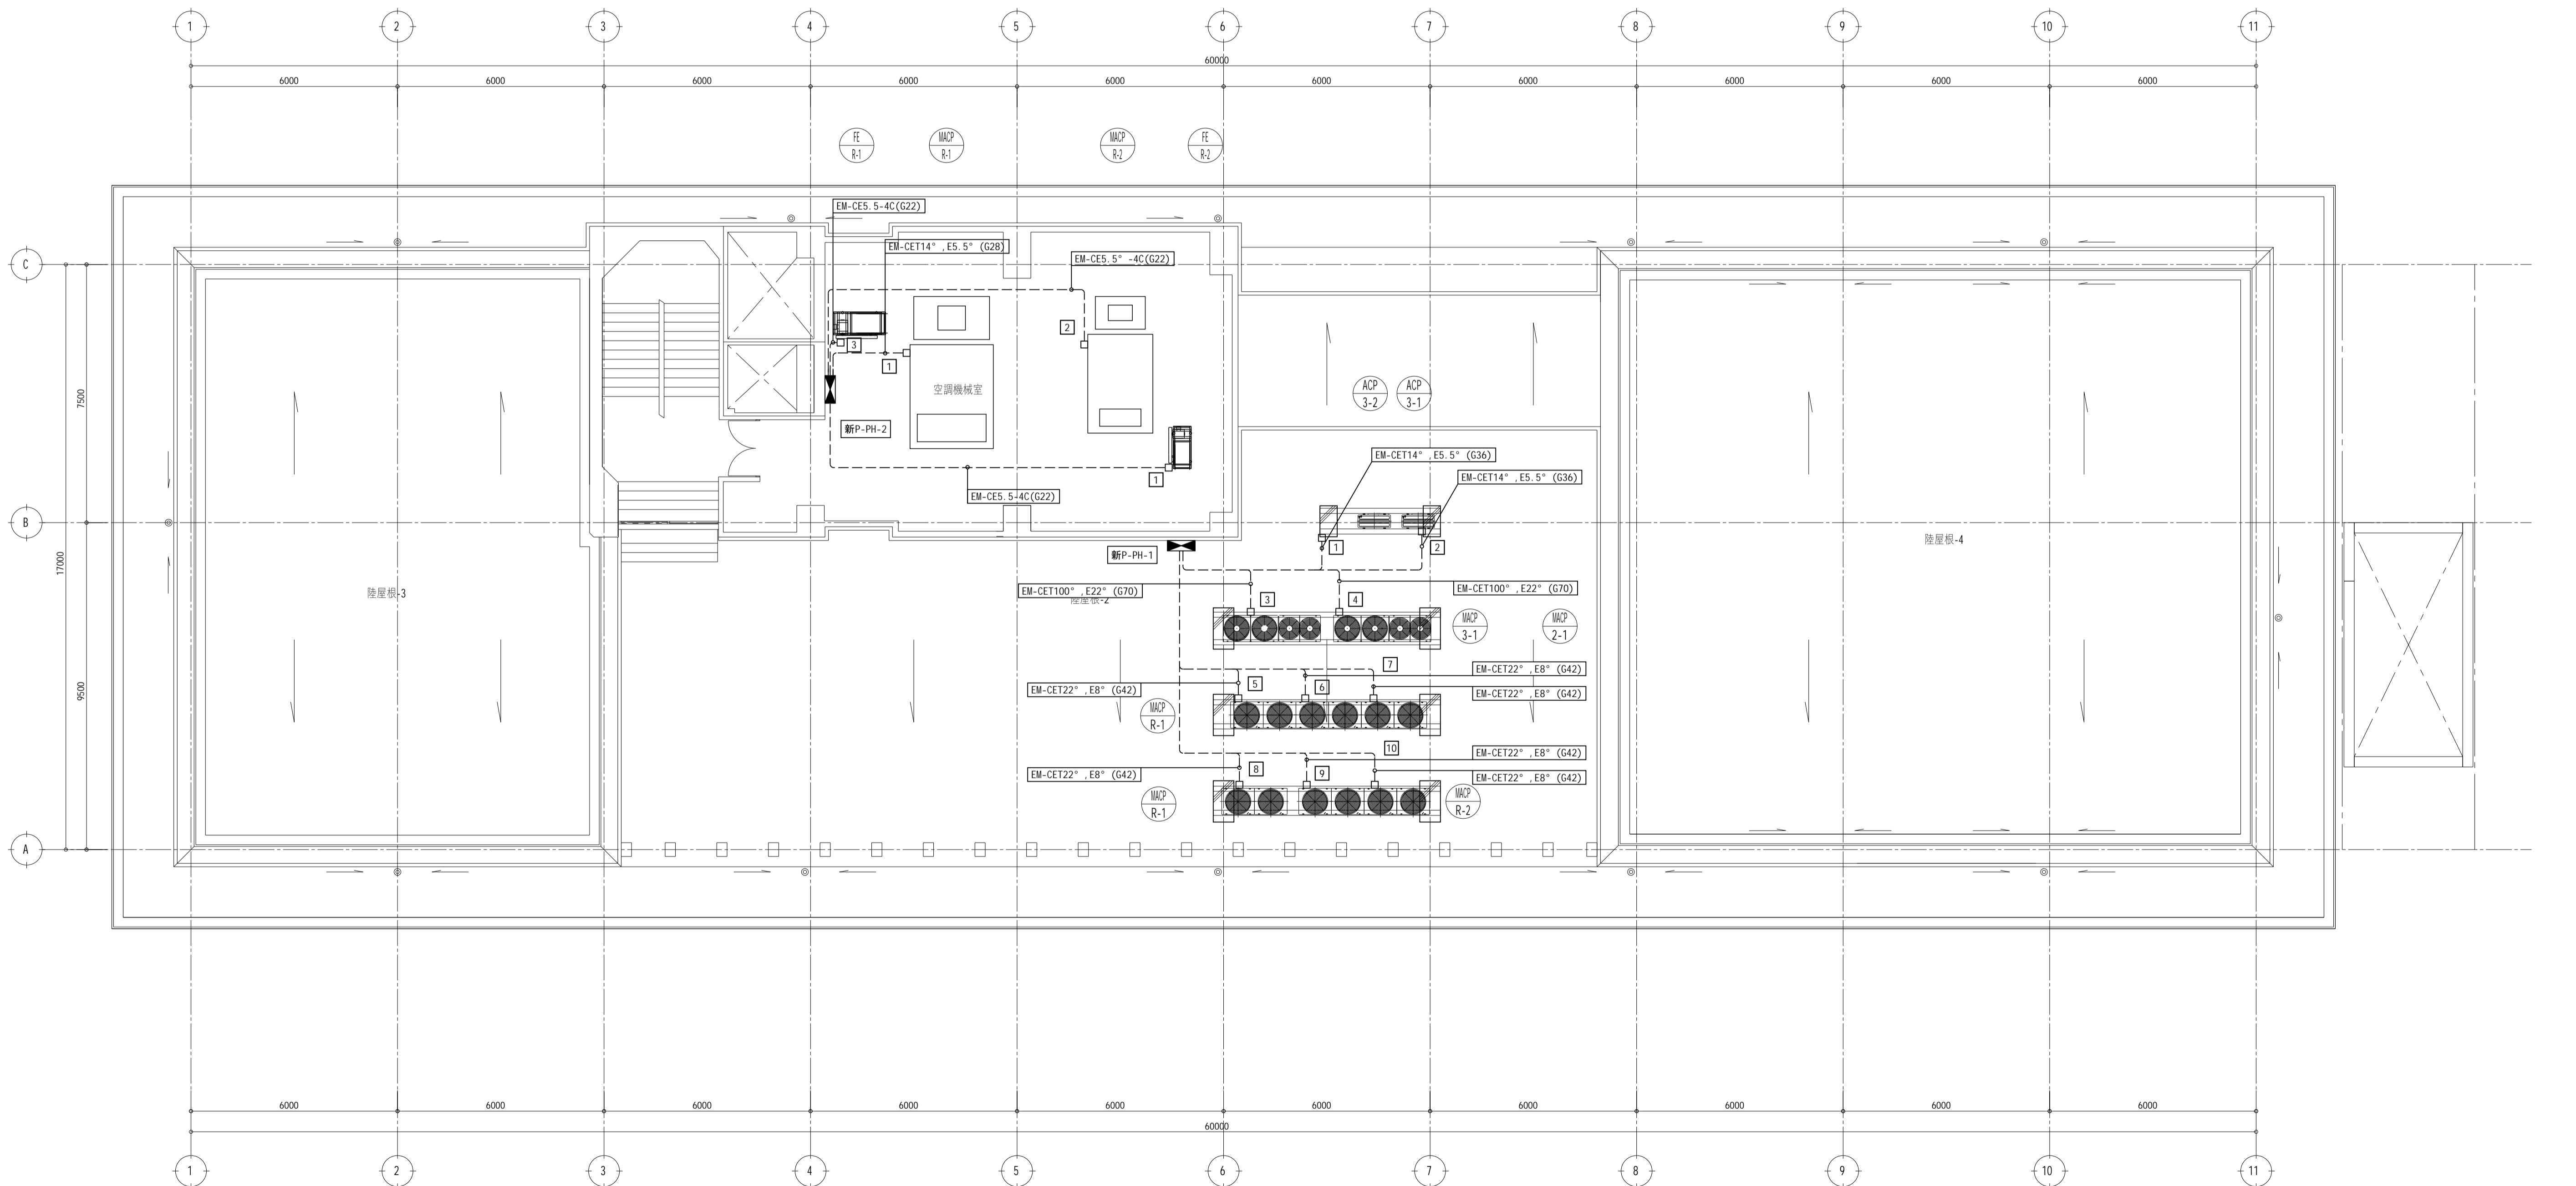 1 2 3 4 5 6 7 8 9 10 11
60000
6000 6000 6000 6000 6000 6000 6000 6000 6000 6000
FE
R-1
MACP
R-1
MACP
R-2
FE
R-2
EM-CE5.5-4C(G22)
EM-CET14°,E5.5°(G28)
EM-CE5.5°-4C(G22)
C
2
3
1
空調機械室
ACP
3-2
ACP
3-1
7500
新P-PH-2
EM-CET14°,E5.5°(G36)
EM-CET14°,E5.5°(G36)
1
EM-CE5.5-4C(G22)
B
17000
陸屋根-4
新P-PH-1
1
2
陸屋根-3
EM-CET100°,E22°(G70)
EM-CET100°,E22°(G70)
陸屋根-2
3
4
MACP
3-1
MACP
2-1
7
EM-CET22°,E8°(G42)
9500
EM-CET22°,E8°(G42)
5
6
EM-CET22°,E8°(G42)
MACP
R-1
10
EM-CET22°,E8°(G42)
EM-CET22°,E8°(G42)
8
9
EM-CET22°,E8°(G42)
MACP
R-1
MACP
R-2
A
6000 6000 6000 6000 6000 6000 6000 6000 6000 6000
60000
1 2 3 4 5 6 7 8 9 10 11